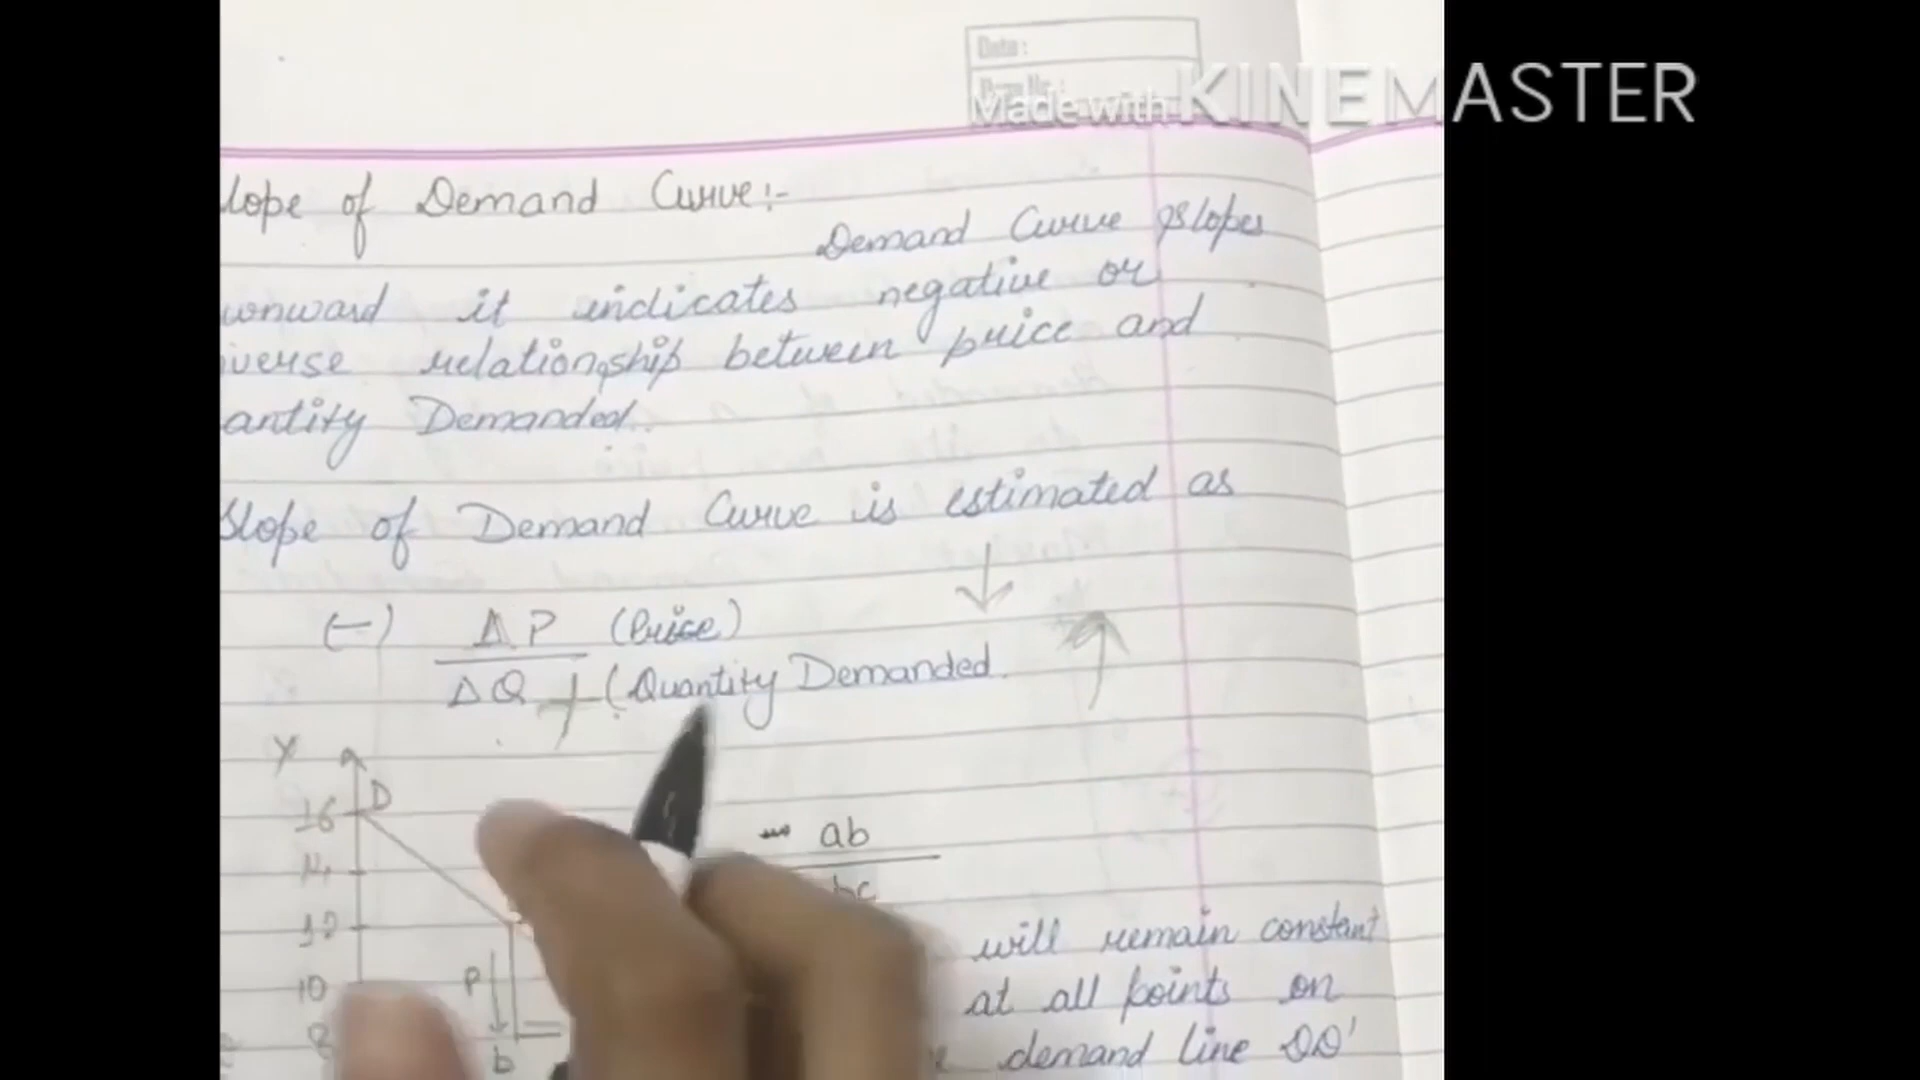 Date:
Made with KINEMASTER
lope of Demand Curve:-
Demand Curve slopes
wnward it indicates negative or
verse relationship between price and
antity Demanded.
Slope of Demand Curve is estimated as
(-) ΔP (Price)
ΔQ (Quantity Demanded
Y
D
16
14
12
10
8
P
b
- ab
bc
will remain constant
at all points on
demand line DD'